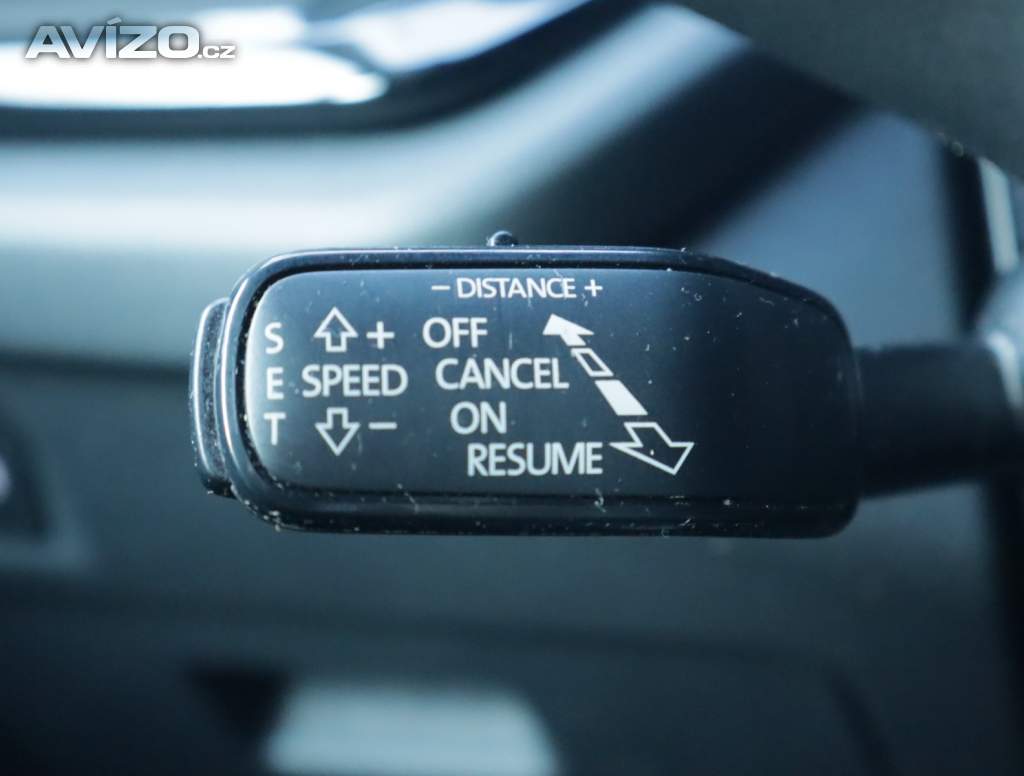 AVÍZO.cz
− DISTANCE +
S
E
T
+
SPEED
−
OFF
CANCEL
ON
RESUME